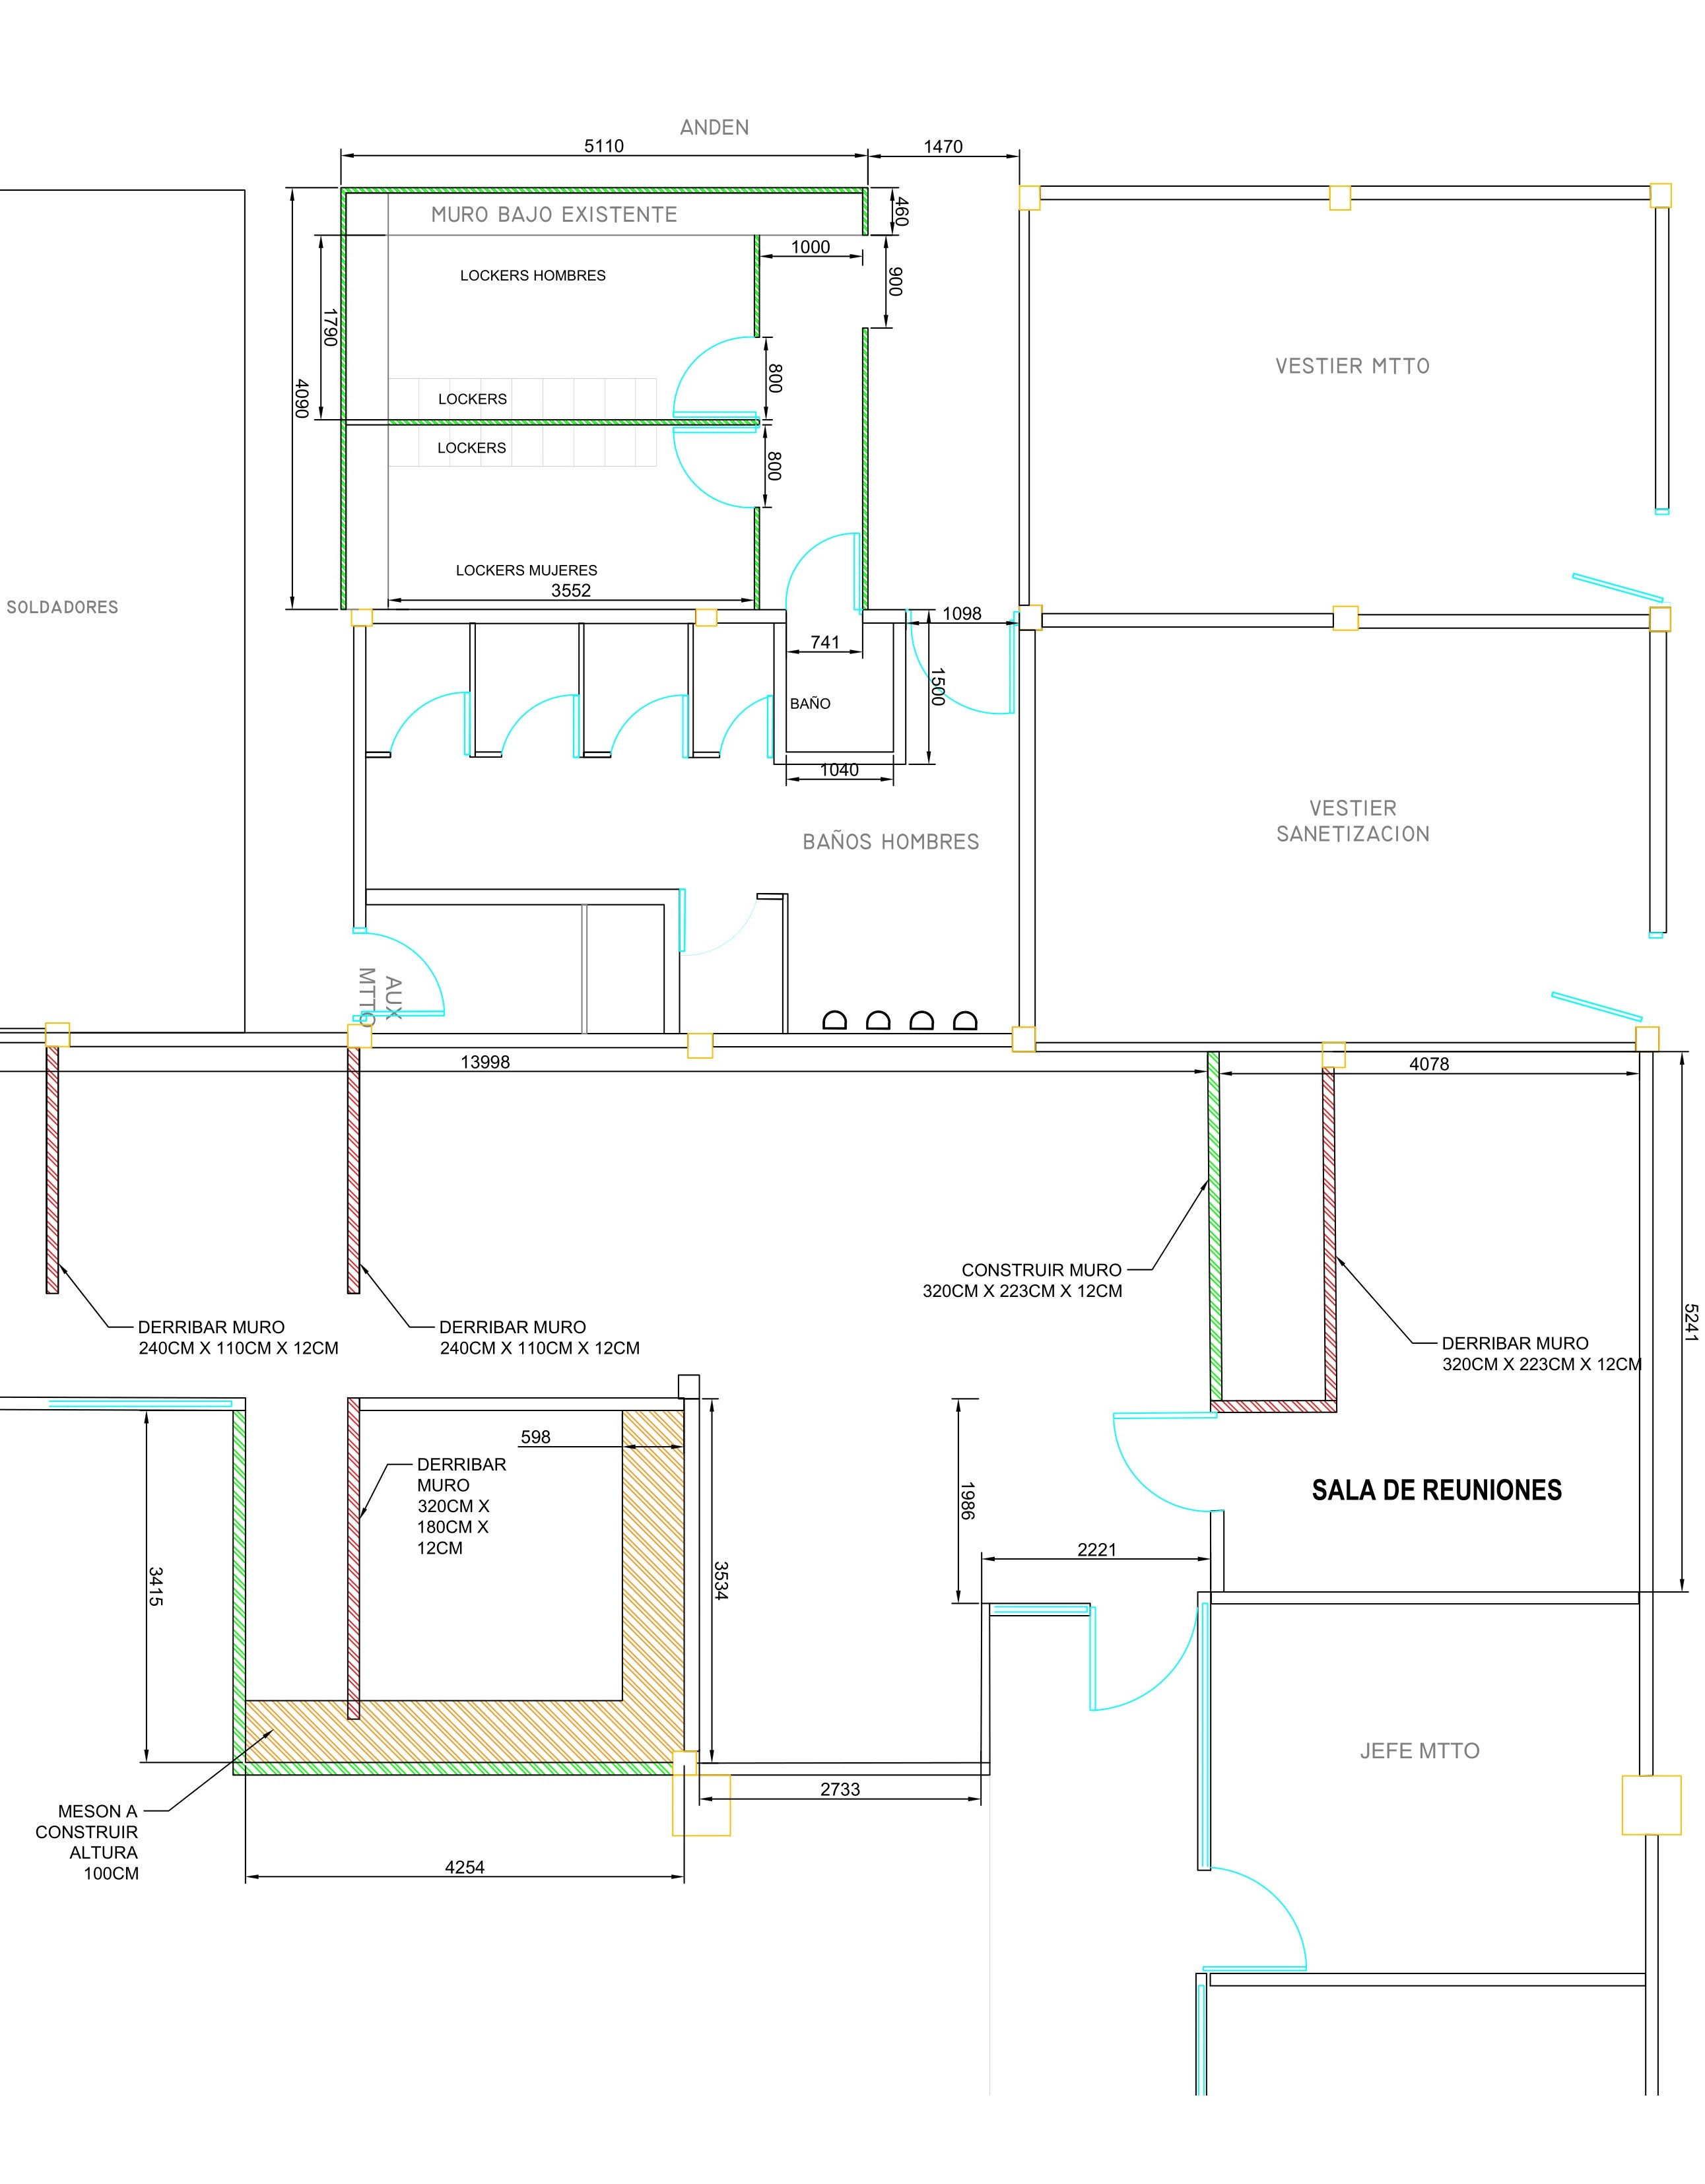 ANDEN
5110
1470
MURO BAJO EXISTENTE
460
1000
LOCKERS HOMBRES
900
1790
4090
800
LOCKERS
LOCKERS
800
VESTIER MTTO
LOCKERS MUJERES
3552
SOLDADORES
741
1098
1500
BAÑO
1040
BAÑOS HOMBRES
VESTIER
SANETIZACION
AUX
MTTO
13998
4078
CONSTRUIR MURO
320CM X 223CM X 12CM
5241
DERRIBAR MURO
240CM X 110CM X 12CM
DERRIBAR MURO
240CM X 110CM X 12CM
DERRIBAR MURO
320CM X 223CM X 12CM
598
DERRIBAR
MURO
320CM X
180CM X
12CM
1986
SALA DE REUNIONES
3415
3534
2221
JEFE MTTO
2733
MESON A
CONSTRUIR
ALTURA
100CM
4254